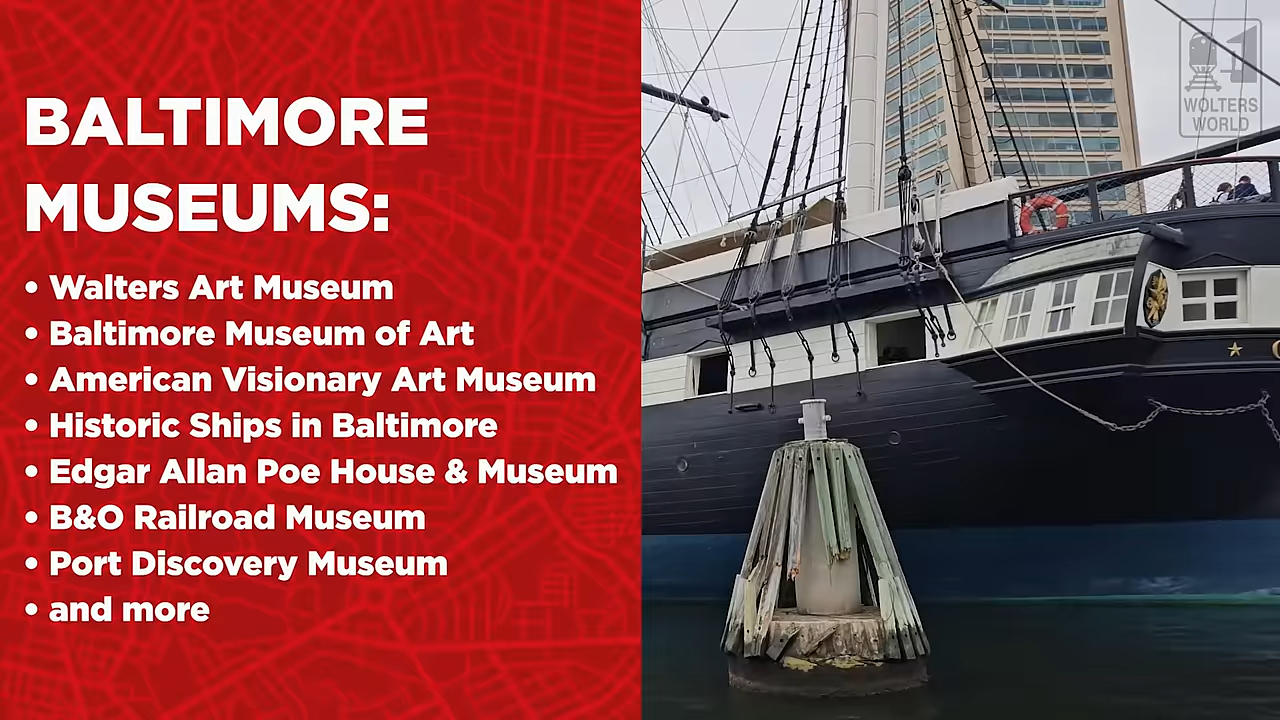 BALTIMORE
MUSEUMS:
• Walters Art Museum
• Baltimore Museum of Art
• American Visionary Art Museum
• Historic Ships in Baltimore
• Edgar Allan Poe House & Museum
• B&O Railroad Museum
• Port Discovery Museum
• and more
WOLTERS
WORLD